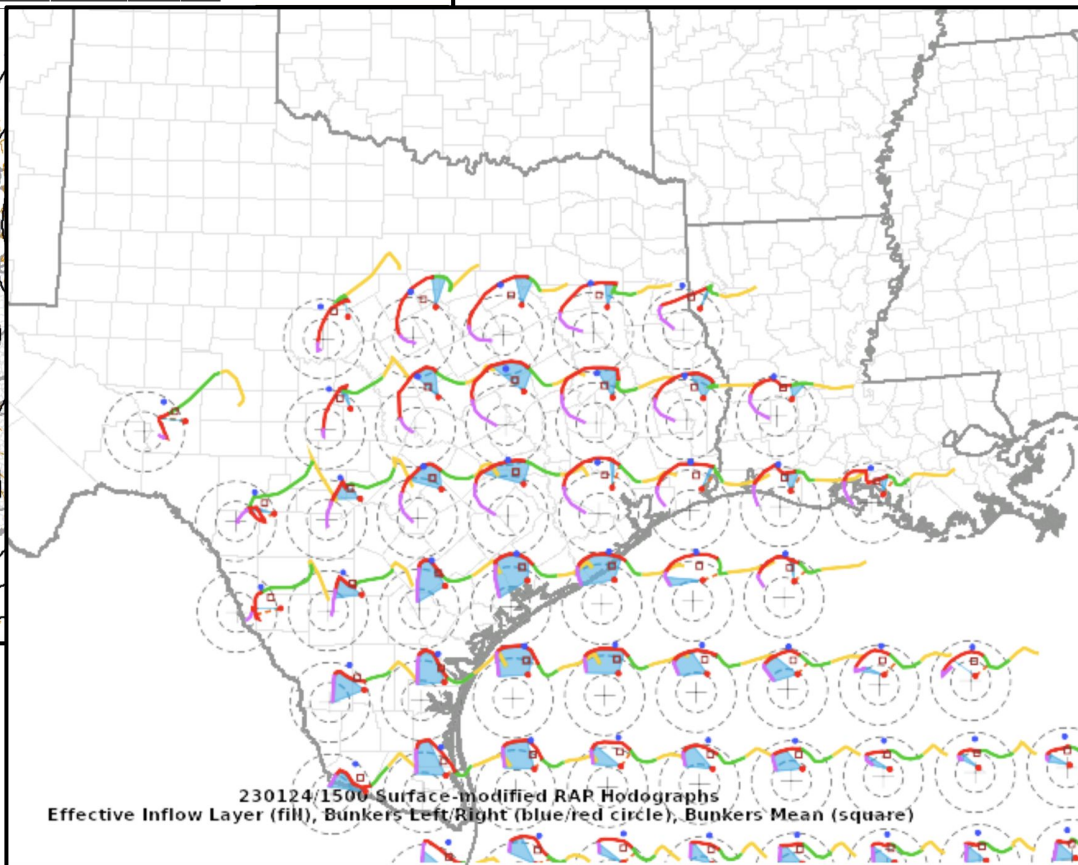 230124/1500 Surface-modified RAP Hodographs
Effective Inflow Layer (fill), Bunkers Left/Right (blue/red circle), Bunkers Mean (square)